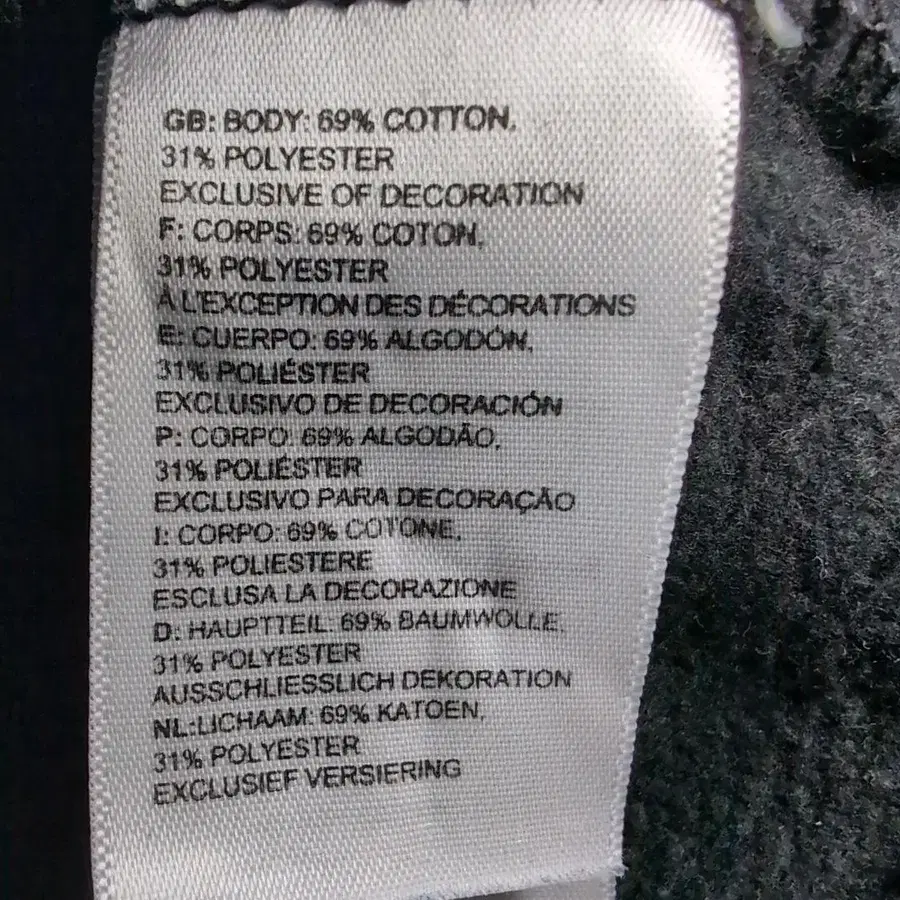 GB: BODY: 69% COTTON,
31% POLYESTER
EXCLUSIVE OF DECORATION
F: CORPS: 69% COTON,
31% POLYESTER
À L'EXCEPTION DES DÉCORATIONS
E: CUERPO: 69% ALGODÓN,
31% POLIÉSTER
EXCLUSIVO DE DECORACIÓN
P: CORPO: 69% ALGODÃO,
31% POLIÉSTER
EXCLUSIVO PARA DECORAÇÃO
I: CORPO: 69% COTONE,
31% POLIESTERE
ESCLUSA LA DECORAZIONE
D: HAUPTTEIL: 69% BAUMWOLLE,
31% POLYESTER
AUSSCHLIESSLICH DEKORATION
NL:LICHAAM: 69% KATOEN,
31% POLYESTER
EXCLUSIEF VERSIERING